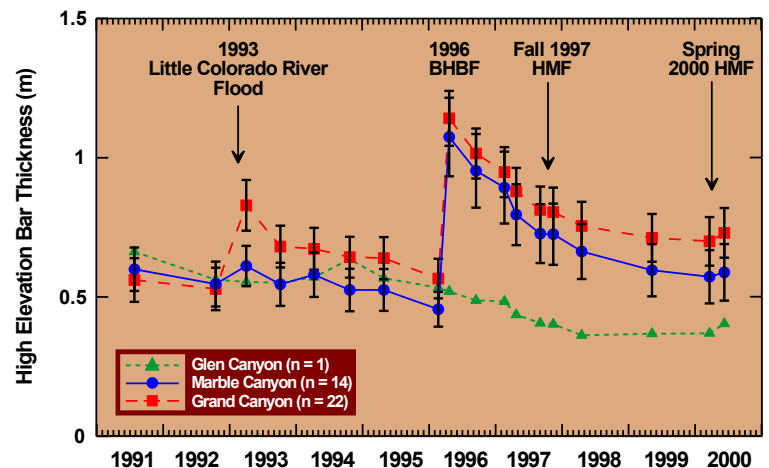 1.5
1
0.5
0
High Elevation Bar Thickness (m)
1993
Little Colorado River
Flood
1996
BHBF
Fall 1997
HMF
Spring
2000 HMF
Glen Canyon (n = 1)
Marble Canyon (n = 14)
Grand Canyon (n = 22)
1991 1992 1993 1994 1995 1996 1997 1998 1999 2000